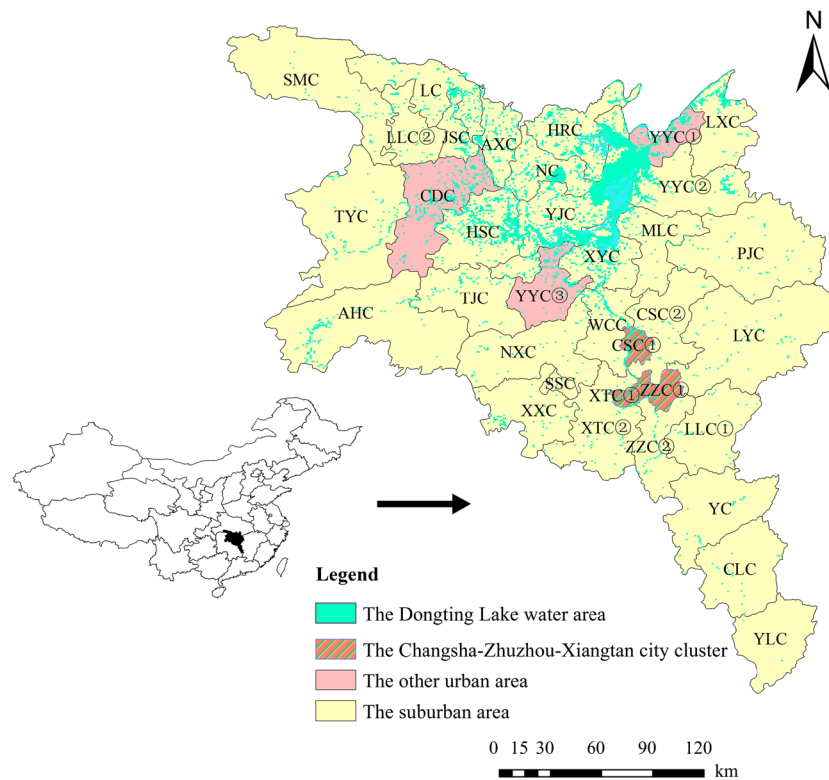 N
SMC
LC
LLC②
JSC
AXC
HRC
YYC①
LXC
NC
CDC
YYC②
TYC
YJC
HSC
MLC
XYC
PJC
TJC
YYC③
AHC
CSC②
WCC
LYC
CSC①
NXC
SSC
XTC①
ZZC①
XXC
XTC②
LLC①
ZZC②
YC
CLC
YLC
Legend
The Dongting Lake water area
The Changsha-Zhuzhou-Xiangtan city cluster
The other urban area
The suburban area
0 15 30 60 90 120
km